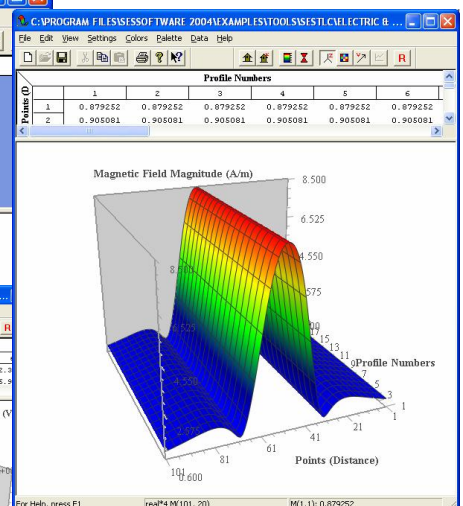 C:\PROGRAM FILES\SESSOFTWARE 2004\EXAMPLES\TOOLS\SESTLC\ELECTRIC & ...
File Edit View Settings Colors Palette Data Help
R
Profile Numbers
Points (D
1 2 3 4 5 6
1 0.879252 0.879252 0.879252 0.879252 0.879252 0.879252
2 0.905081 0.905081 0.905081 0.905081 0.905081 0.905081
Magnetic Field Magnitude (A/m)
8.500
6.525
4.550
575
8.500
6.525
4.550
2.575
0.600
17
15
13
11
9
7
5
3
1
Profile Numbers
101
81
61
41
21
1
Points (Distance)
For Help, press F1
real*4 M(101, 20)
M(1,1): 0.879252